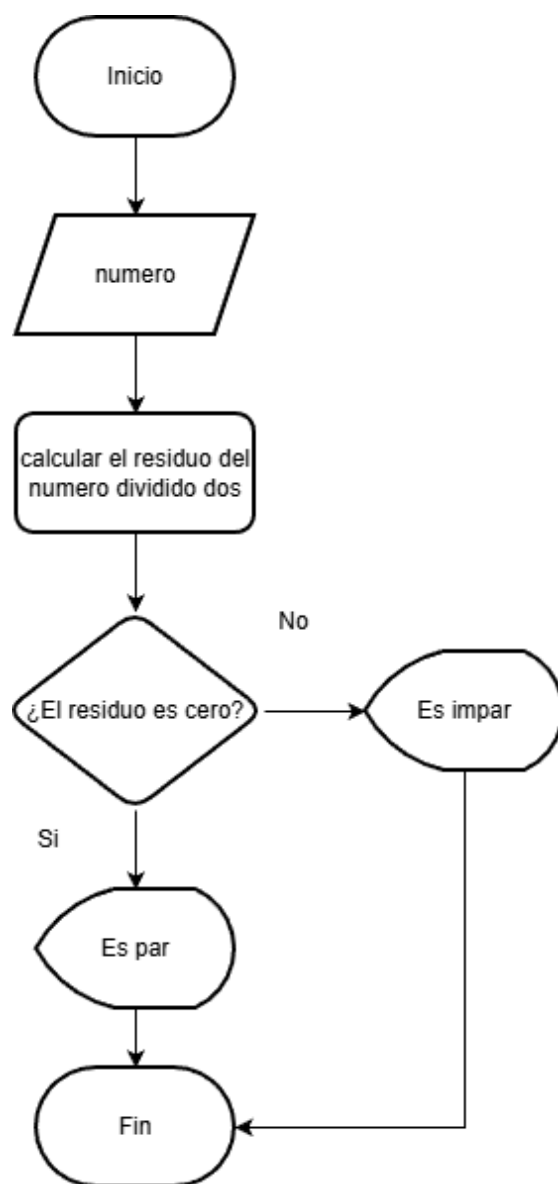 Inicio
numero
calcular el residuo del
numero dividido dos
No
¿El residuo es cero?
Es impar
Si
Es par
Fin